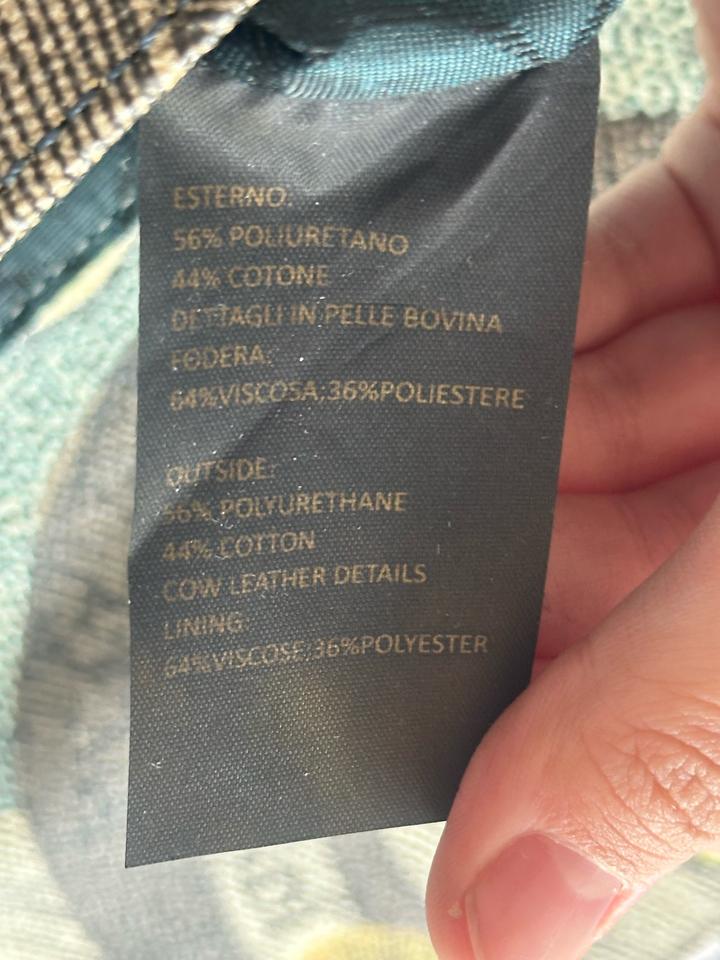 ESTERNO:
56% POLIURETANO
44% COTONE
DETTAGLI IN PELLE BOVINA
FODERA:
64%VISCOSA;36%POLIESTERE
OUTSIDE:
56% POLYURETHANE
44% COTTON
COW LEATHER DETAILS
LINING:
64%VISCOSE;36%POLYESTER